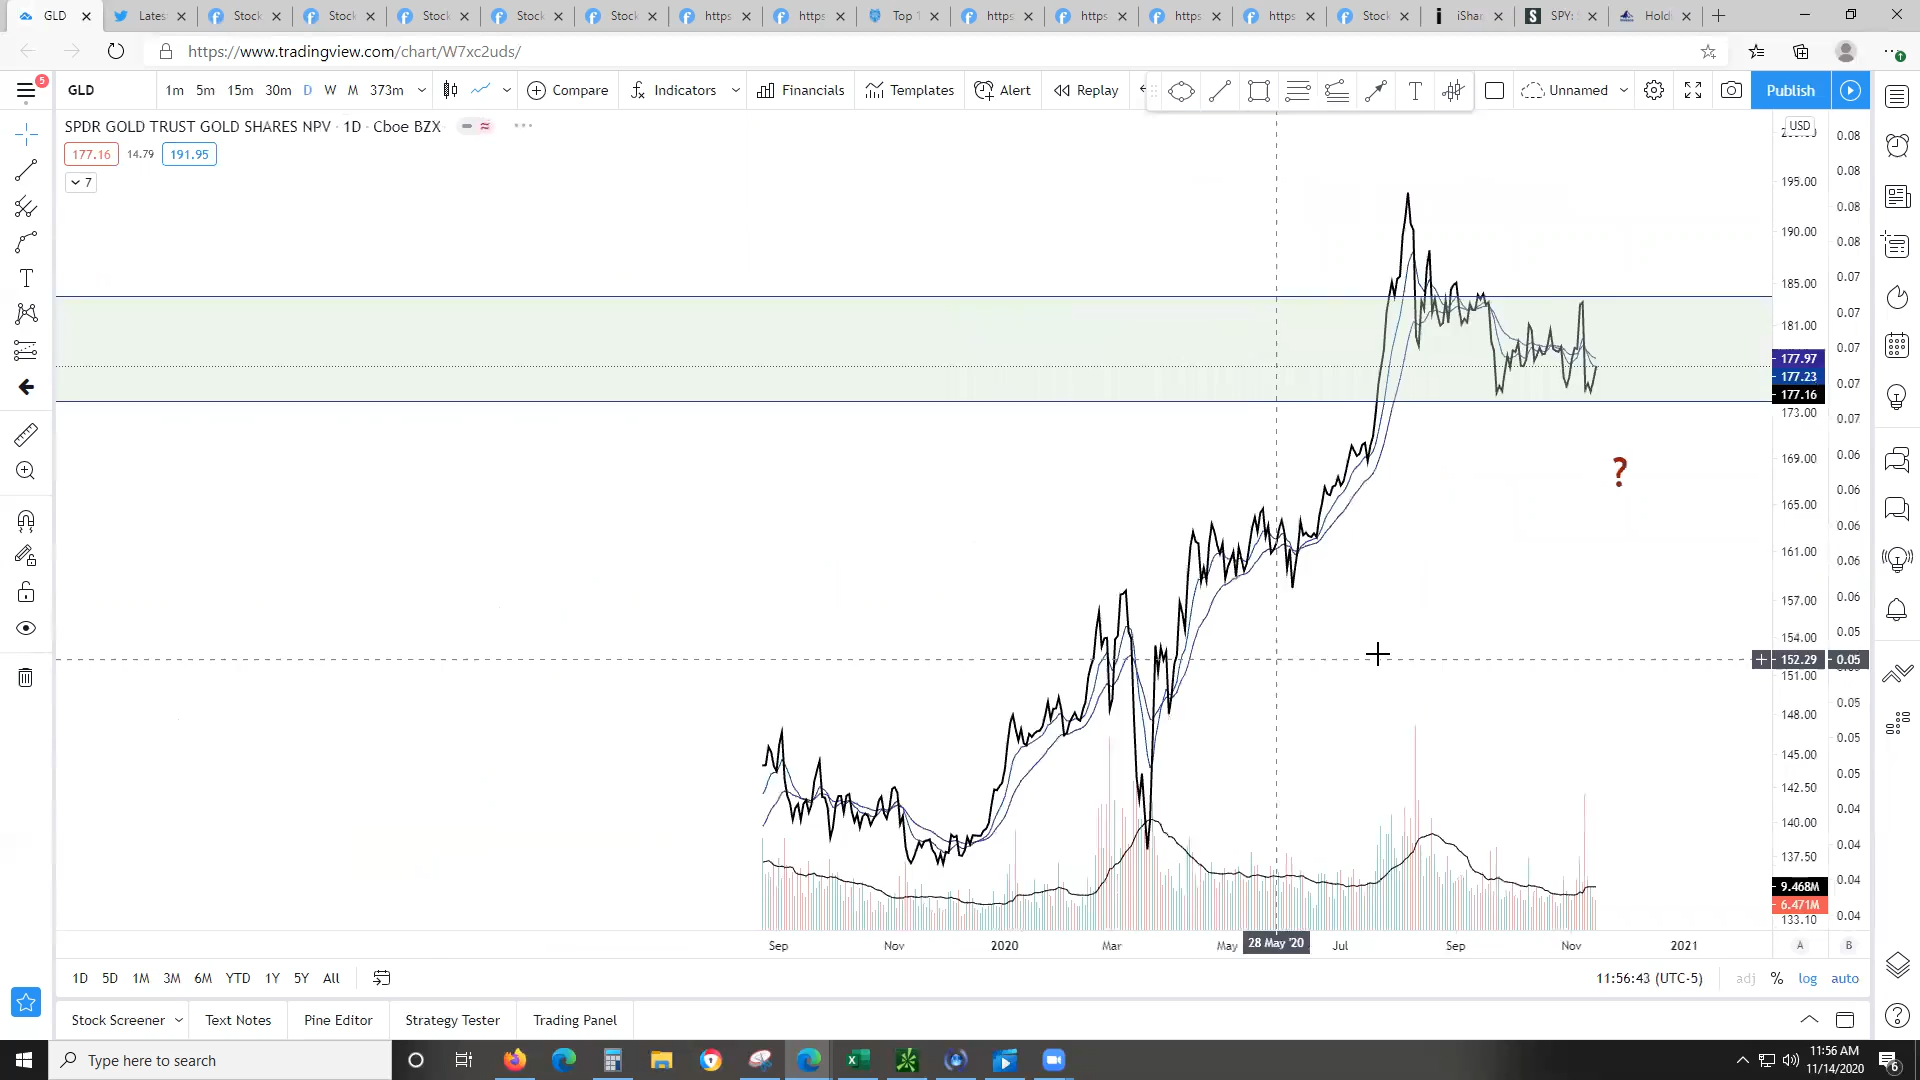 GLD
Lates
Stock
Stock
Stock
Stock
Stock
https
https
Top
https
https
https
https
Stock
iShar
SPY:
Hold
https://www.tradingview.com/chart/W7xc2uds/
5
GLD
1m 5m 15m 30m D W M 373m
Compare
Indicators
Financials
Templates
Alert
Replay
T
Unnamed
Publish
SPDR GOLD TRUST GOLD SHARES NPV · 1D · Cboe BZX
177.16 14.79 191.95
7
USD
195.00
190.00
185.00
181.00
177.97
177.23
177.16
173.00
169.00
165.00
161.00
157.00
154.00
152.29
151.00
148.00
145.00
142.50
140.00
137.50
9.468M
6.471M
133.10
0.08
0.08
0.08
0.08
0.07
0.07
0.07
0.07
0.07
0.06
0.06
0.06
0.06
0.06
0.05
0.05
0.05
0.05
0.05
0.04
0.04
0.04
0.04
?
Sep Nov 2020 Mar May 28 May '20 Jul Sep Nov 2021 A B
1D 5D 1M 3M 6M YTD 1Y 5Y All
11:56:43 (UTC-5) adj % log auto
Stock Screener Text Notes Pine Editor Strategy Tester Trading Panel
Type here to search
11:56 AM
11/14/2020
6